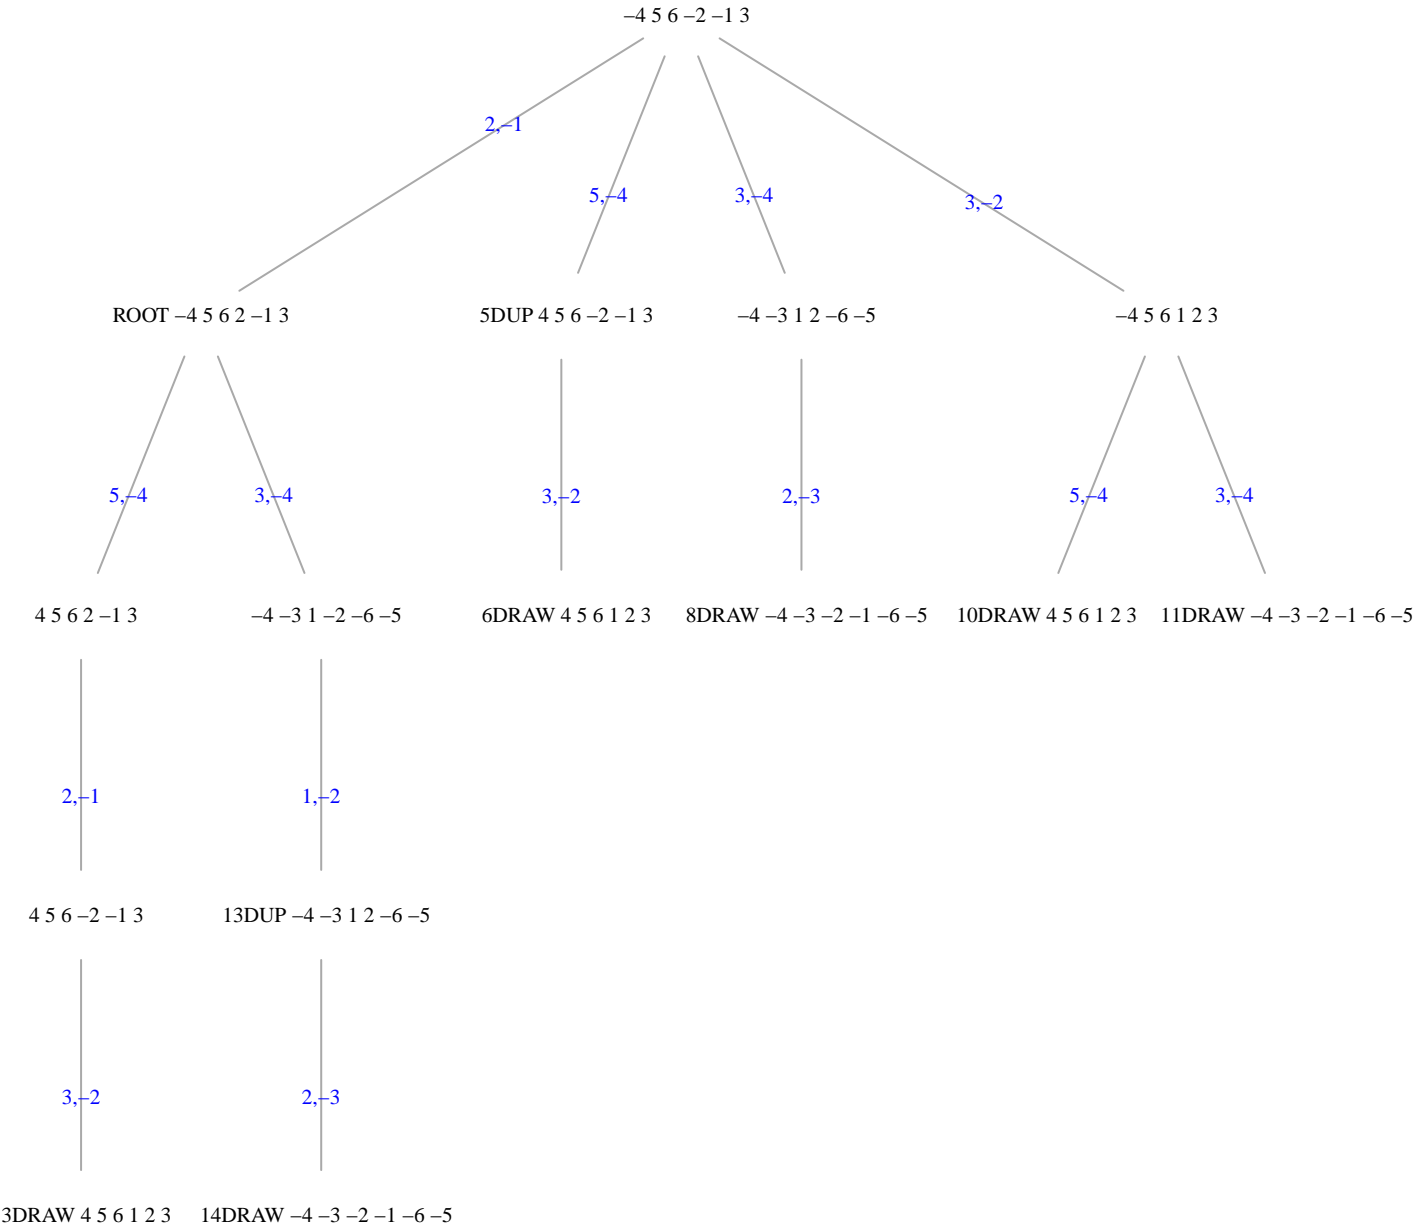 –4 5 6 –2 –1 3
2,–1
5,–4
3,–4
3,–2
ROOT –4 5 6 2 –1 3
5DUP 4 5 6 –2 –1 3
–4 –3 1 2 –6 –5
–4 5 6 1 2 3
5,–4
3,–4
3,–2
2,–3
5,–4
3,–4
4 5 6 2 –1 3
–4 –3 1 –2 –6 –5
6DRAW 4 5 6 1 2 3
8DRAW –4 –3 –2 –1 –6 –5
10DRAW 4 5 6 1 2 3
11DRAW –4 –3 –2 –1 –6 –5
2,–1
1,–2
4 5 6 –2 –1 3
13DUP –4 –3 1 2 –6 –5
3,–2
2,–3
3DRAW 4 5 6 1 2 3
14DRAW –4 –3 –2 –1 –6 –5